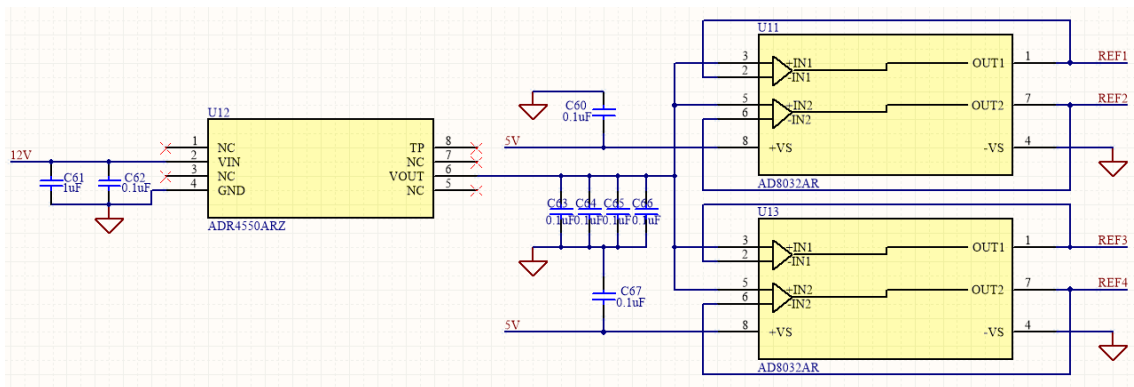 12V
C61
1uF
C62
0.1uF
U12
1
2
3
4
NC
VIN
NC
GND
TP
NC
VOUT
NC
8
7
6
5
ADR4550ARZ
C60
0.1uF
5V
C63
0.1uF
C64
0.1uF
C65
0.1uF
C66
0.1uF
C67
0.1uF
5V
U11
3
2
5
6
8
+IN1
-IN1
+IN2
-IN2
+VS
OUT1
OUT2
-VS
1
7
4
REF1
REF2
AD8032AR
U13
3
2
5
6
8
+IN1
-IN1
+IN2
-IN2
+VS
OUT1
OUT2
-VS
1
7
4
REF3
REF4
AD8032AR